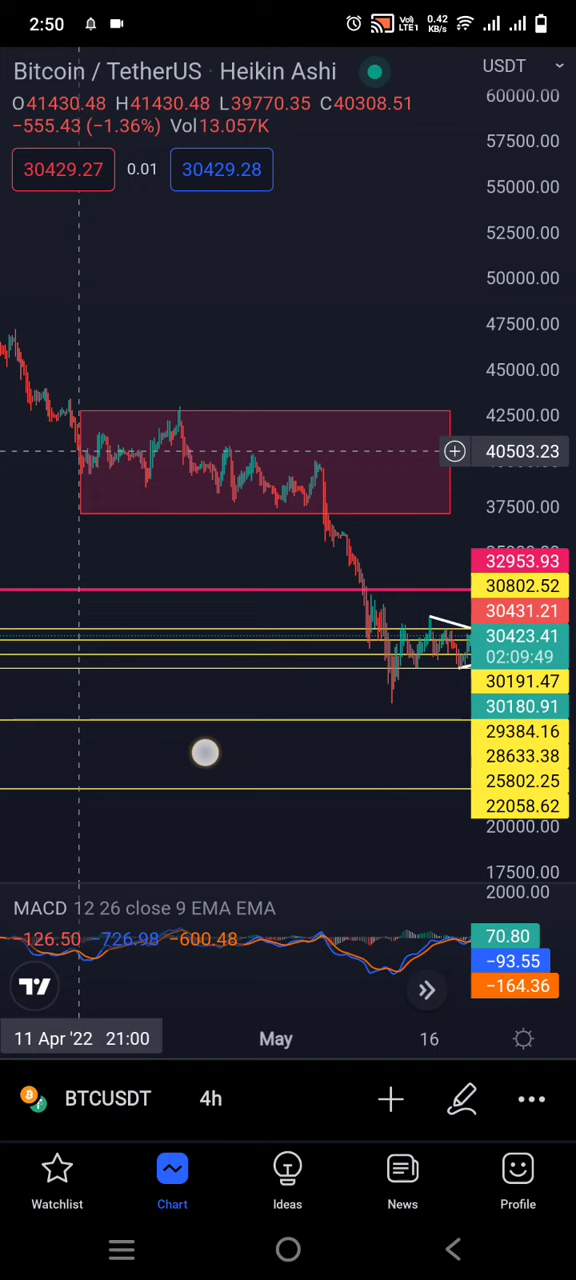 2:50
Voll LTE1 0.42 KB/S
Bitcoin / TetherUS · Heikin Ashi USDT
O41430.48 H41430.48 L39770.35 C40308.51
−555.43 (−1.36%) Vol13.057K
30429.27 0.01 30429.28
60000.00
57500.00
55000.00
52500.00
50000.00
47500.00
45000.00
42500.00
40503.23
37500.00
32953.93
30802.52
30431.21
30423.41
02:09:49
30191.47
30180.91
29384.16
28633.38
25802.25
22058.62
20000.00
17500.00
2000.00
MACD 12 26 close 9 EMA EMA
−126.50 −726.98 −600.48
70.80
−93.55
−164.36
11 Apr '22 21:00 May 16
BTCUSDT 4h
Watchlist Chart Ideas News Profile